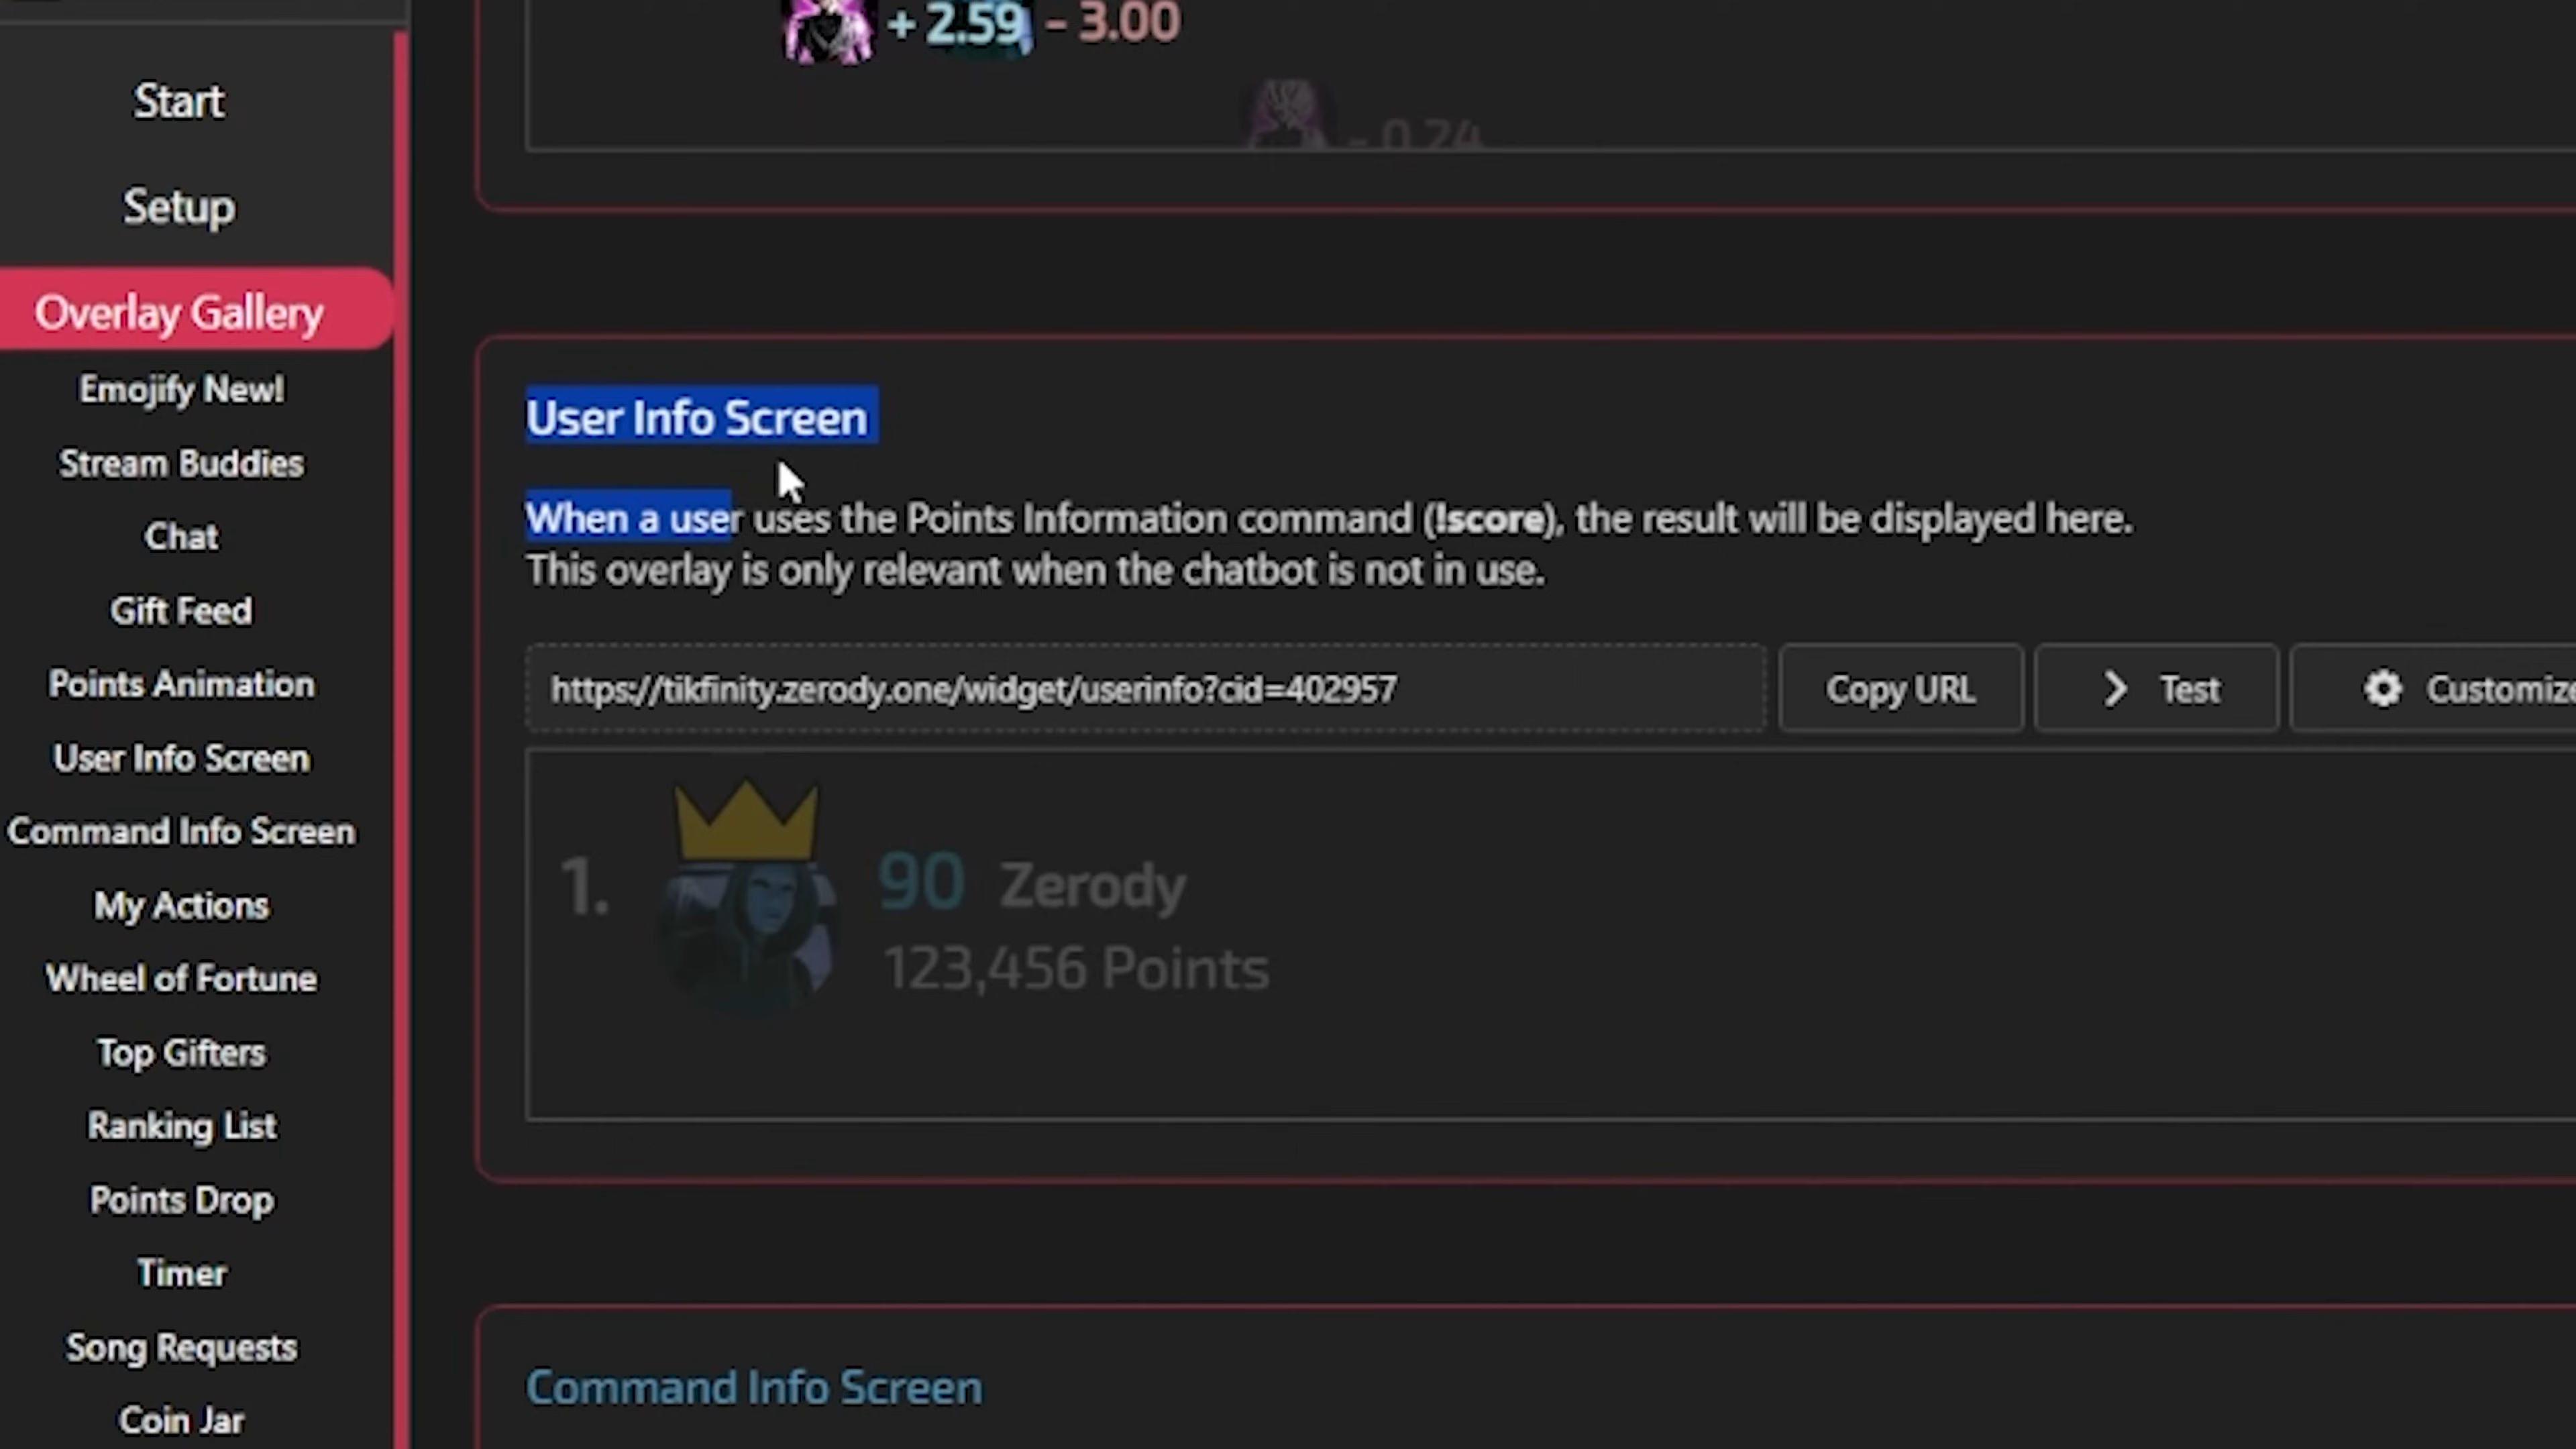 Start
Setup
Overlay Gallery
Emojify New!
Stream Buddies
Chat
Gift Feed
Points Animation
User Info Screen
Command Info Screen
My Actions
Wheel of Fortune
Top Gifters
Ranking List
Points Drop
Timer
Song Requests
Coin Jar
+ 2.59 - 3.00
- 0.24
User Info Screen
When a user uses the Points Information command (!score), the result will be displayed here.
This overlay is only relevant when the chatbot is not in use.
https://tikfinity.zerody.one/widget/userinfo?cid=402957
Copy URL
Test
Customize
1.
90 Zerody
123,456 Points
Command Info Screen